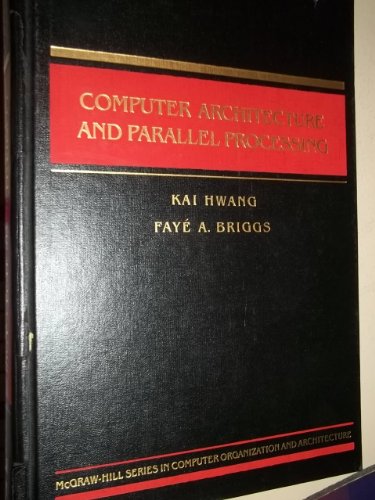 COMPUTER ARCHITECTURE
AND PARALLEL PROCESSING
KAI HWANG
FAYÉ A. BRIGGS
McGRAW-HILL SERIES IN COMPUTER ORGANIZATION AND ARCHITECTURE